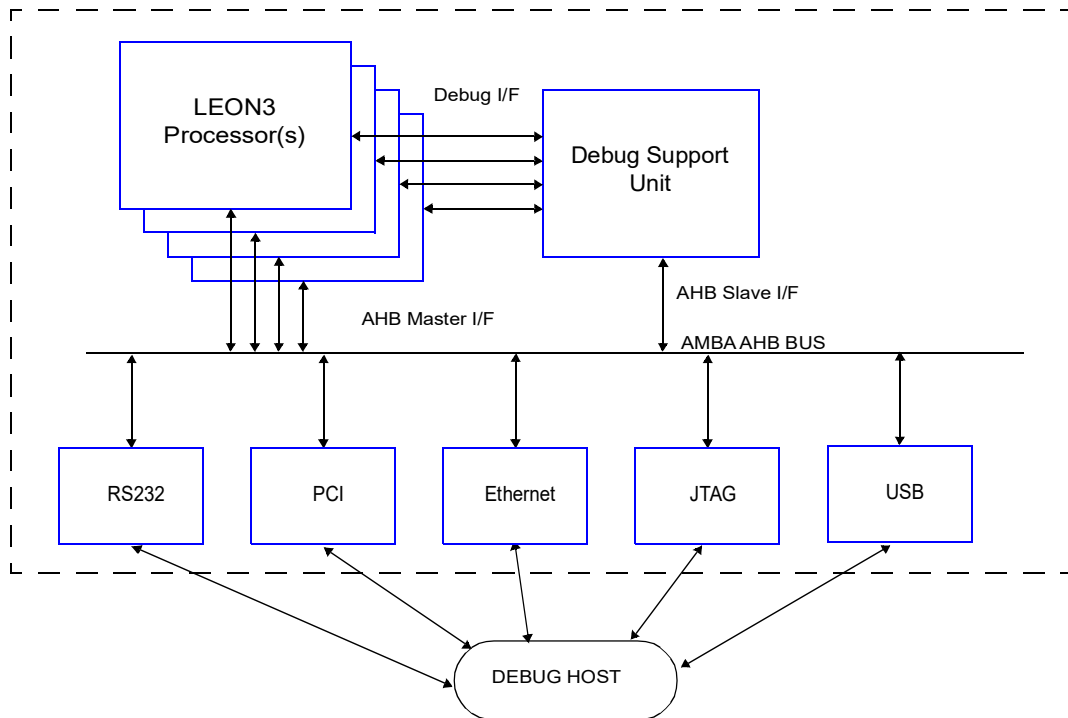 LEON3
Processor(s)
Debug I/F
Debug Support
Unit
AHB Slave I/F
AHB Master I/F
AMBA AHB BUS
RS232
PCI
Ethernet
JTAG
USB
DEBUG HOST